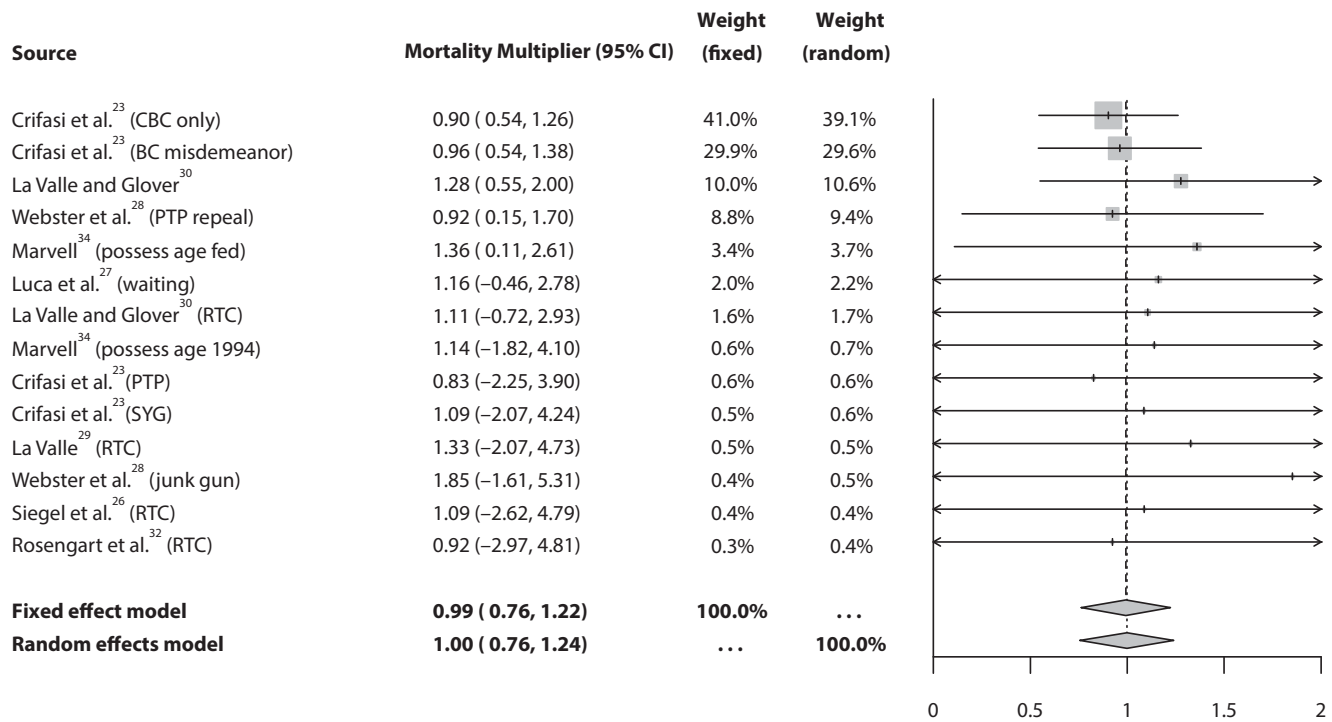 Source Mortality Multiplier (95% CI) Weight (fixed) Weight (random)
Crifasi et al.23 (CBC only) 0.90 ( 0.54, 1.26) 41.0% 39.1%
Crifasi et al.23 (BC misdemeanor) 0.96 ( 0.54, 1.38) 29.9% 29.6%
La Valle and Glover30 1.28 ( 0.55, 2.00) 10.0% 10.6%
Webster et al.28 (PTP repeal) 0.92 ( 0.15, 1.70) 8.8% 9.4%
Marvell34 (possess age fed) 1.36 ( 0.11, 2.61) 3.4% 3.7%
Luca et al.27 (waiting) 1.16 (–0.46, 2.78) 2.0% 2.2%
La Valle and Glover30 (RTC) 1.11 (–0.72, 2.93) 1.6% 1.7%
Marvell34 (possess age 1994) 1.14 (–1.82, 4.10) 0.6% 0.7%
Crifasi et al.23(PTP) 0.83 (–2.25, 3.90) 0.6% 0.6%
Crifasi et al.23(SYG) 1.09 (–2.07, 4.24) 0.5% 0.6%
La Valle29 (RTC) 1.33 (–2.07, 4.73) 0.5% 0.5%
Webster et al.28 (junk gun) 1.85 (–1.61, 5.31) 0.4% 0.5%
Siegel et al.26 (RTC) 1.09 (–2.62, 4.79) 0.4% 0.4%
Rosengart et al.32 (RTC) 0.92 (–2.97, 4.81) 0.3% 0.4%
Fixed effect model 0.99 ( 0.76, 1.22) 100.0% . . .
Random effects model 1.00 ( 0.76, 1.24) . . . 100.0%
0 0.5 1 1.5 2